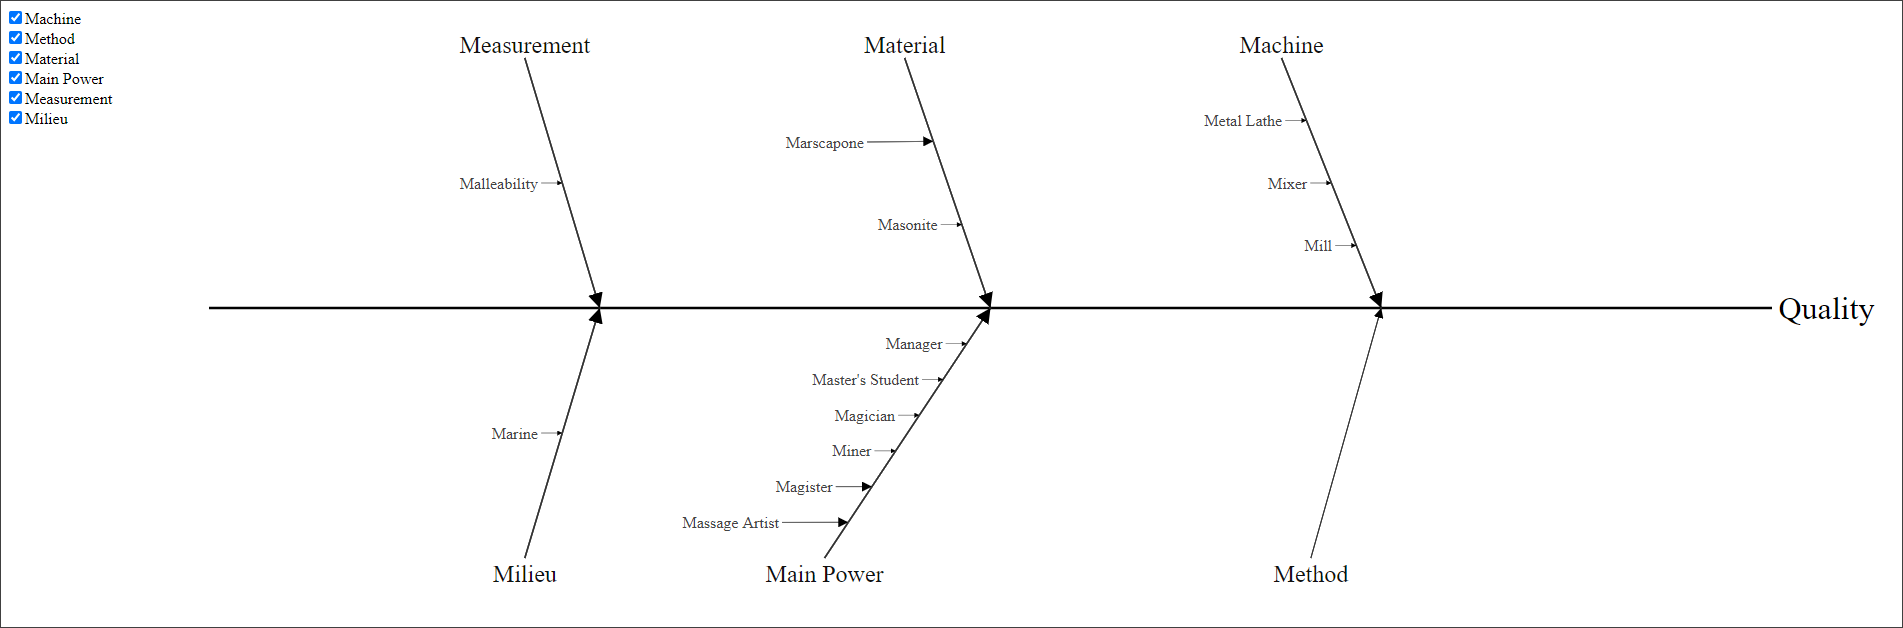 Machine
Method
Material
Main Power
Measurement
Milieu
Measurement
Material
Machine
Metal Lathe
Marscapone
Malleability
Mixer
Masonite
Mill
Quality
Manager
Master's Student
Magician
Marine
Miner
Magister
Massage Artist
Milieu
Main Power
Method